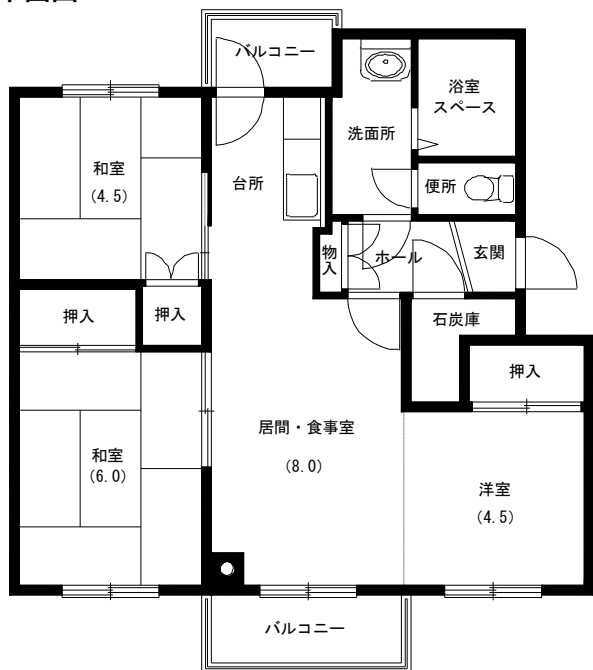 バルコニー
浴室
スペース
洗面所
和室
(4.5)
台所
便所
物入
ホール
玄関
押入
押入
石炭庫
押入
居間・食事室
(8.0)
和室
(6.0)
洋室
(4.5)
バルコニー